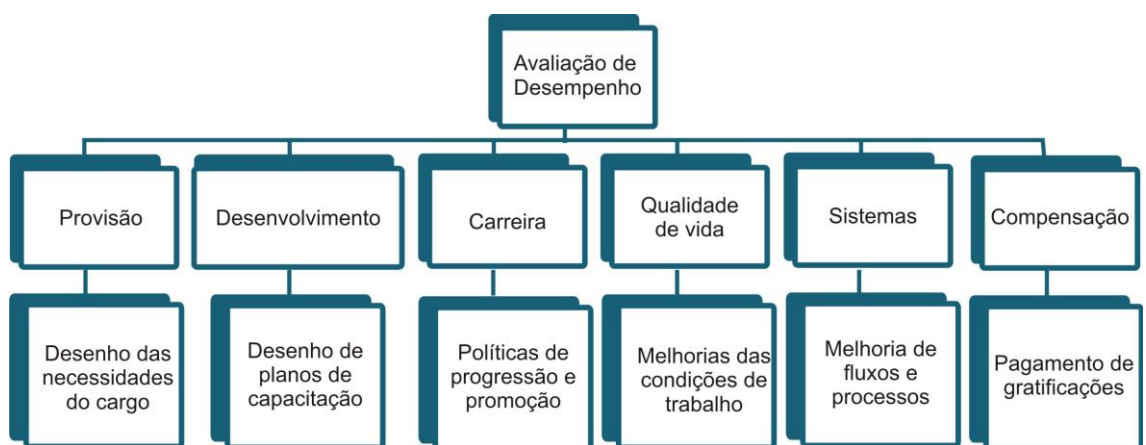 Avaliação de
Desempenho
Provisão
Desenvolvimento
Carreira
Qualidade
de vida
Sistemas
Compensação
Desenho das
necessidades
do cargo
Desenho de
planos de
capacitação
Políticas de
progressão e
promoção
Melhorias das
condições de
trabalho
Melhoria de
fluxos e
processos
Pagamento de
gratificações